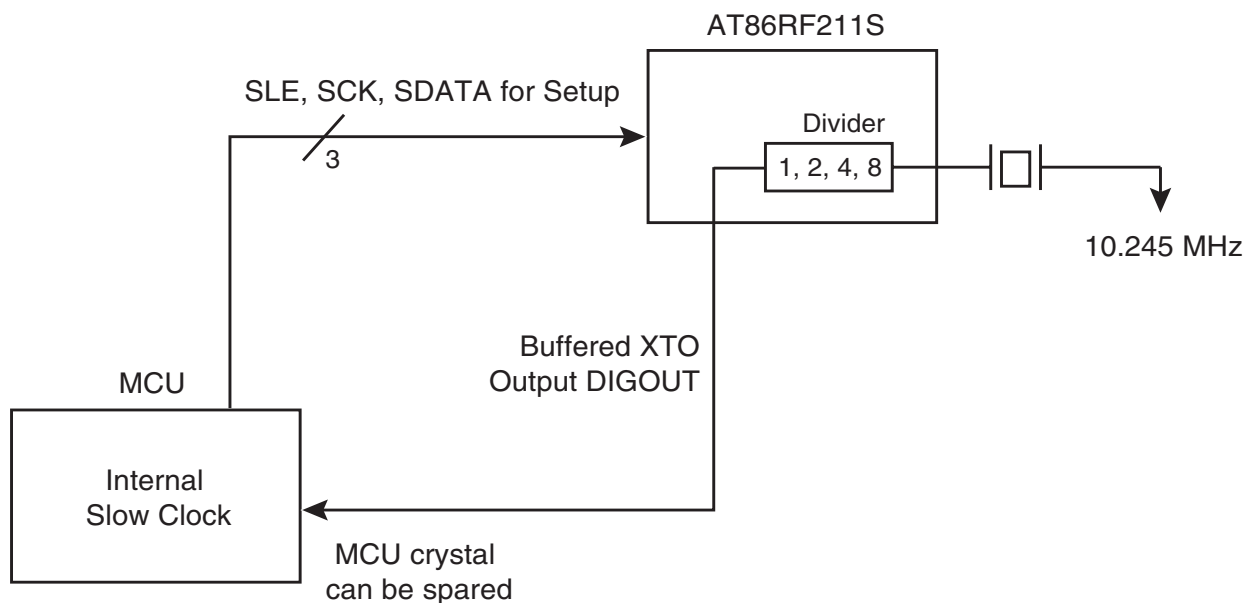 AT86RF211S
SLE, SCK, SDATA for Setup
3
Divider
1, 2, 4, 8
10.245 MHz
Buffered XTO
Output DIGOUT
MCU
Internal
Slow Clock
MCU crystal
can be spared